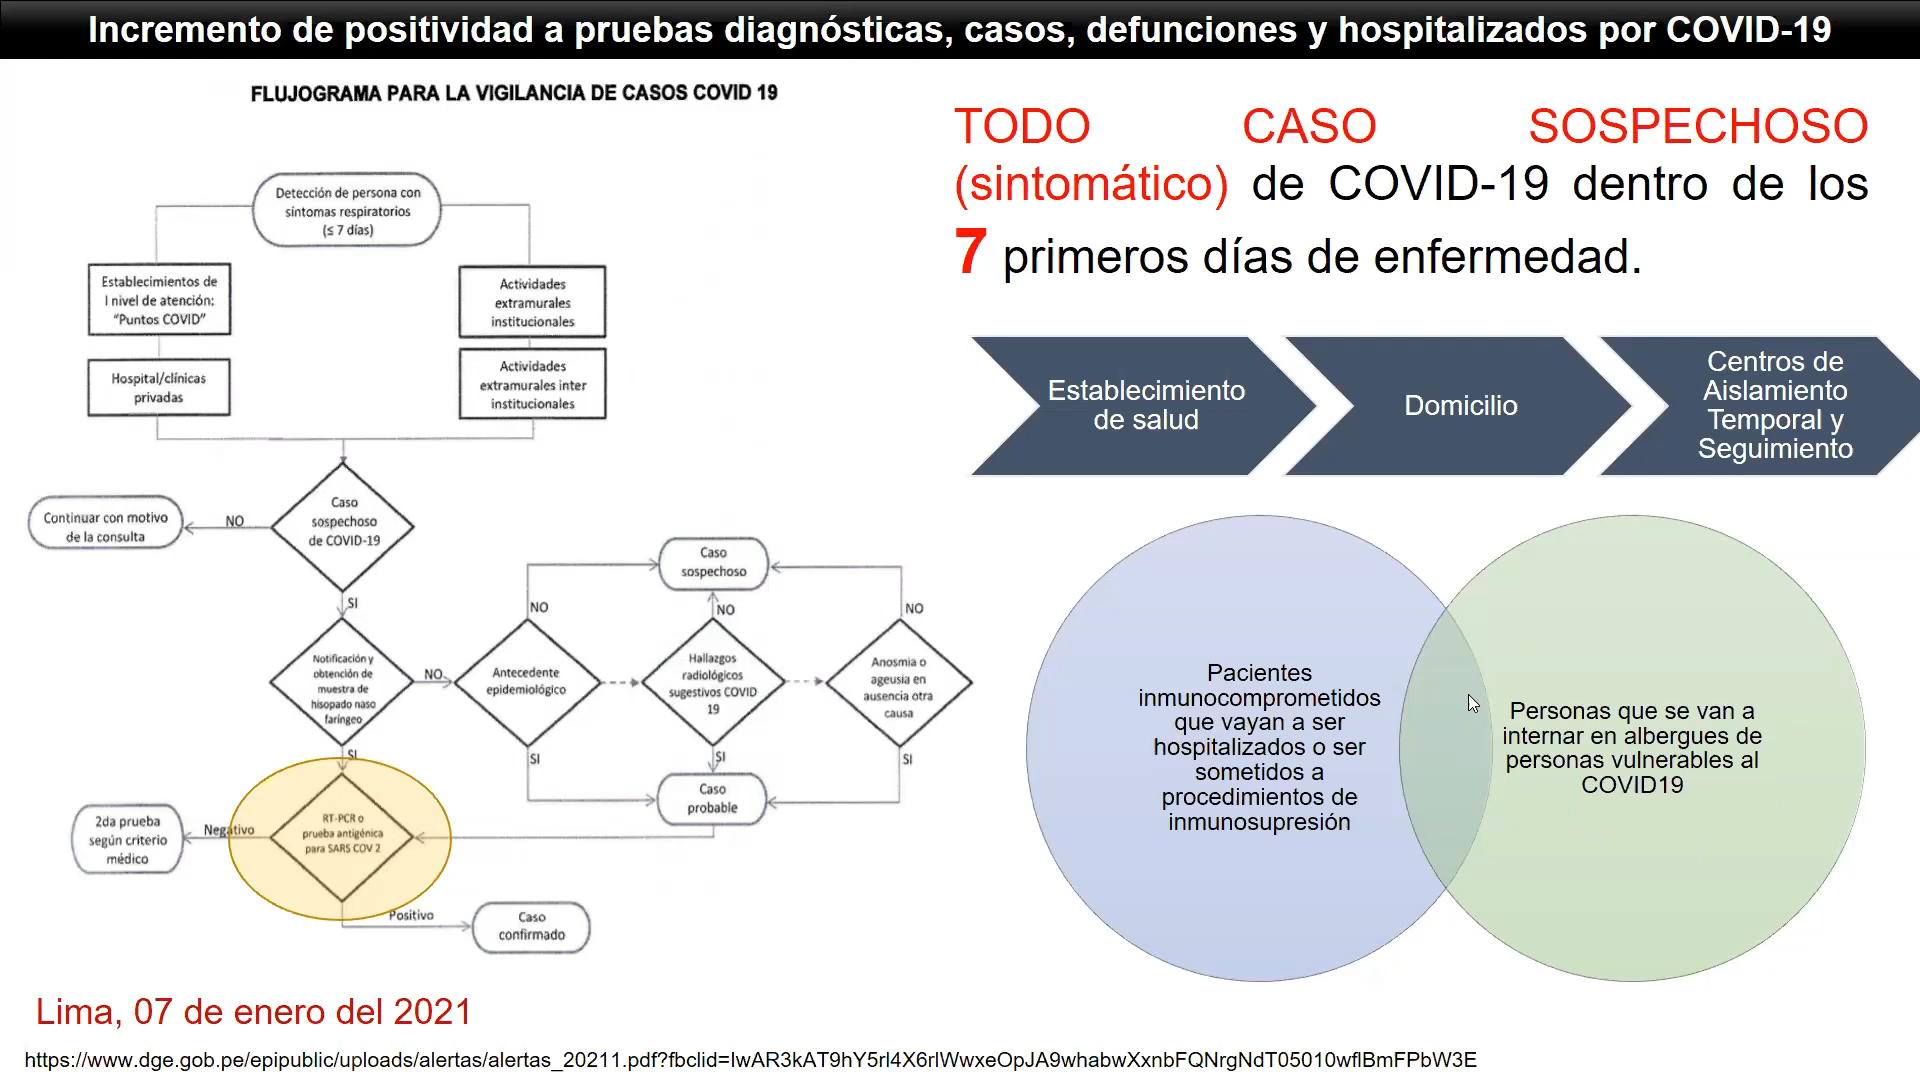 Incremento de positividad a pruebas diagnósticas, casos, defunciones y hospitalizados por COVID-19
FLUJOGRAMA PARA LA VIGILANCIA DE CASOS COVID 19
Detección de persona con
síntomas respiratorios
(≤ 7 días)
Establecimientos de
I nivel de atención:
“Puntos COVID”
Hospital/clínicas
privadas
Actividades
extramurales
institucionales
Actividades
extramurales inter
institucionales
Caso
sospechoso
de COVID-19
NO
Continuar con motivo
de la consulta
SI
Notificación y
obtención de
muestra de
hisopado naso
faríngeo
NO
Antecedente
epidemiológico
NO
SI
Hallazgos
radiológicos
sugestivos COVID
19
NO
SI
Anosmia o
ageusia en
ausencia otra
causa
NO
SI
Caso
sospechoso
Caso
probable
SI
RT-PCR o
prueba antigénica
para SARS COV 2
Negativo
2da prueba
según criterio
médico
Positivo
Caso
confirmado
TODO CASO SOSPECHOSO
(sintomático) de COVID-19 dentro de los
7 primeros días de enfermedad.
Establecimiento
de salud
Domicilio
Centros de
Aislamiento
Temporal y
Seguimiento
Pacientes
inmunocomprometidos
que vayan a ser
hospitalizados o ser
sometidos a
procedimientos de
inmunosupresión
Personas que se van a
internar en albergues de
personas vulnerables al
COVID19
Lima, 07 de enero del 2021
https://www.dge.gob.pe/epipublic/uploads/alertas/alertas_20211.pdf?fbclid=IwAR3kAT9hY5rl4X6rlWwxeOpJA9whabwXxnbFQNrgNdT05010wflBmFPbW3E